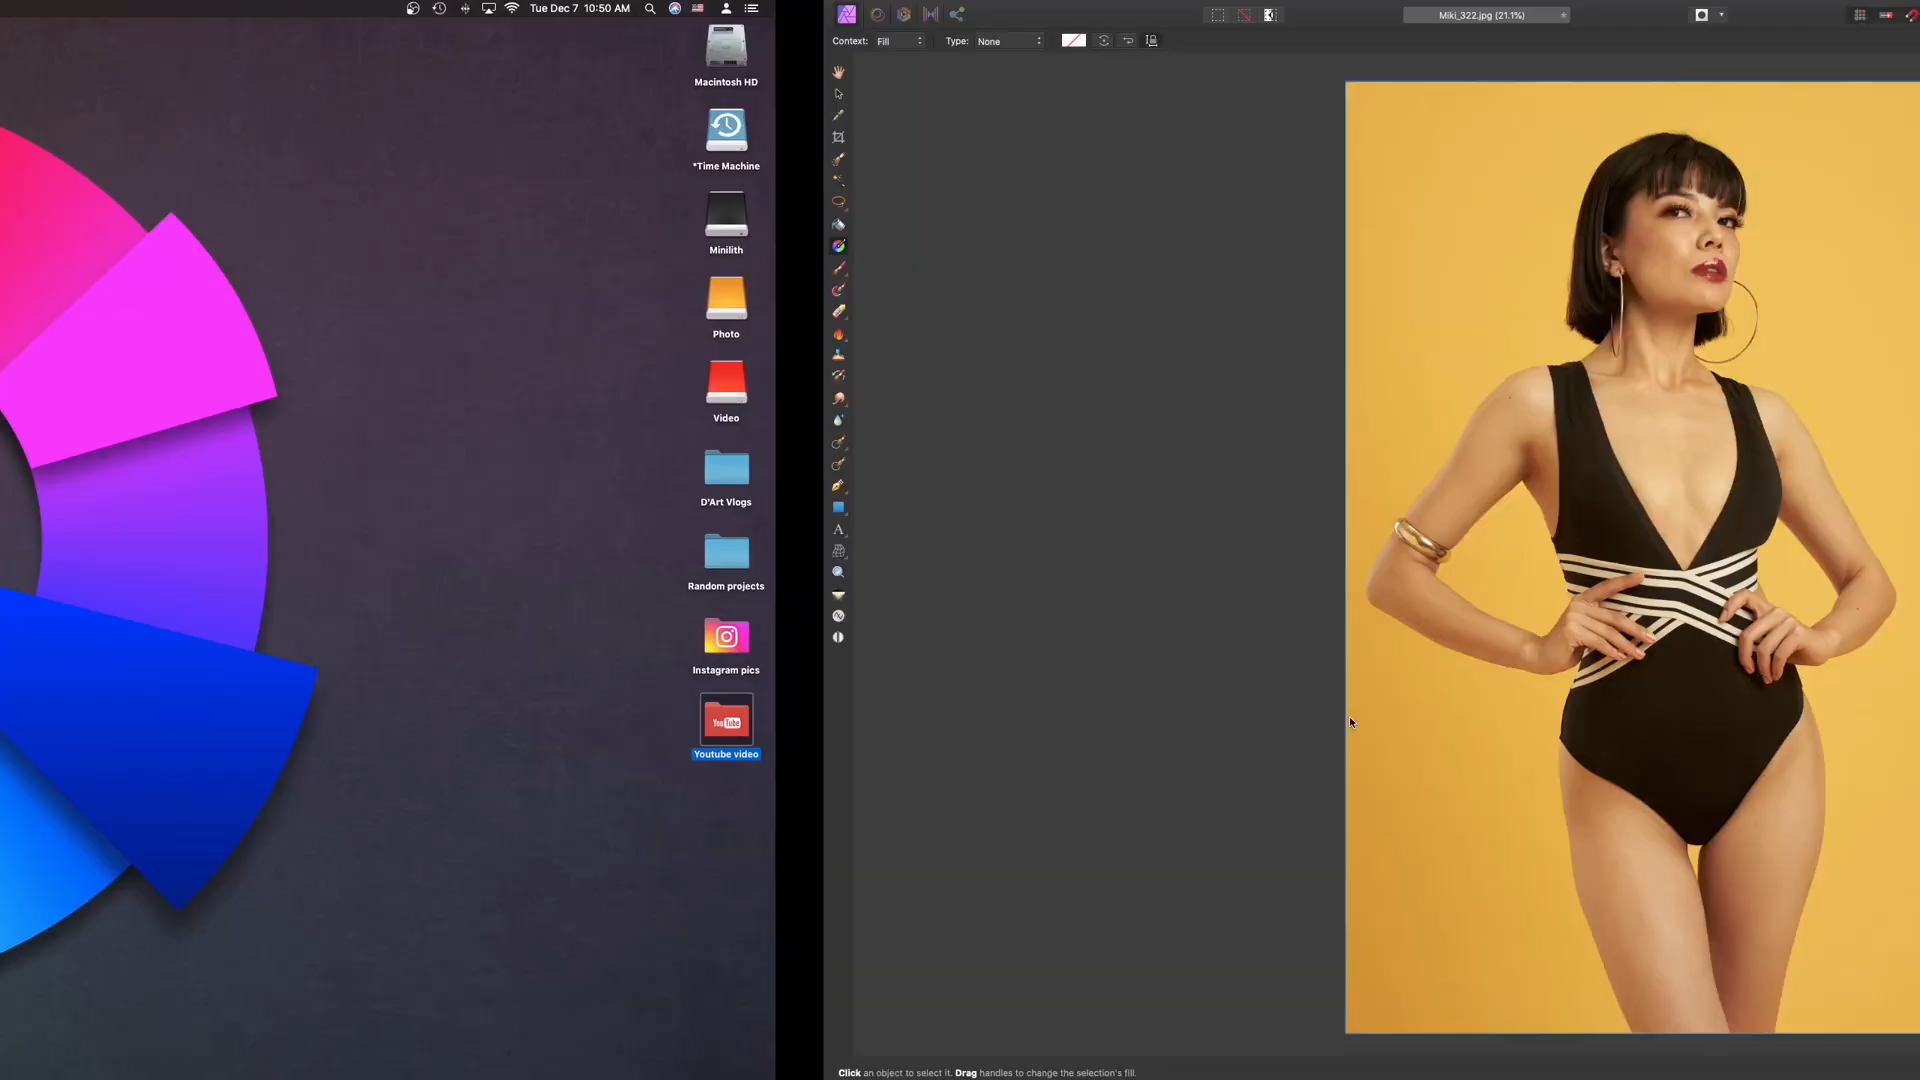 Tue Dec 7 10:50 AM
Macintosh HD
*Time Machine
Minilith
Photo
Video
D'Art Vlogs
Random projects
Instagram pics
YouTube
Youtube video
Miki_322.jpg (21.1%)
Context: Fill Type: None
A
Click an object to select it. Drag handles to change the selection's fill.